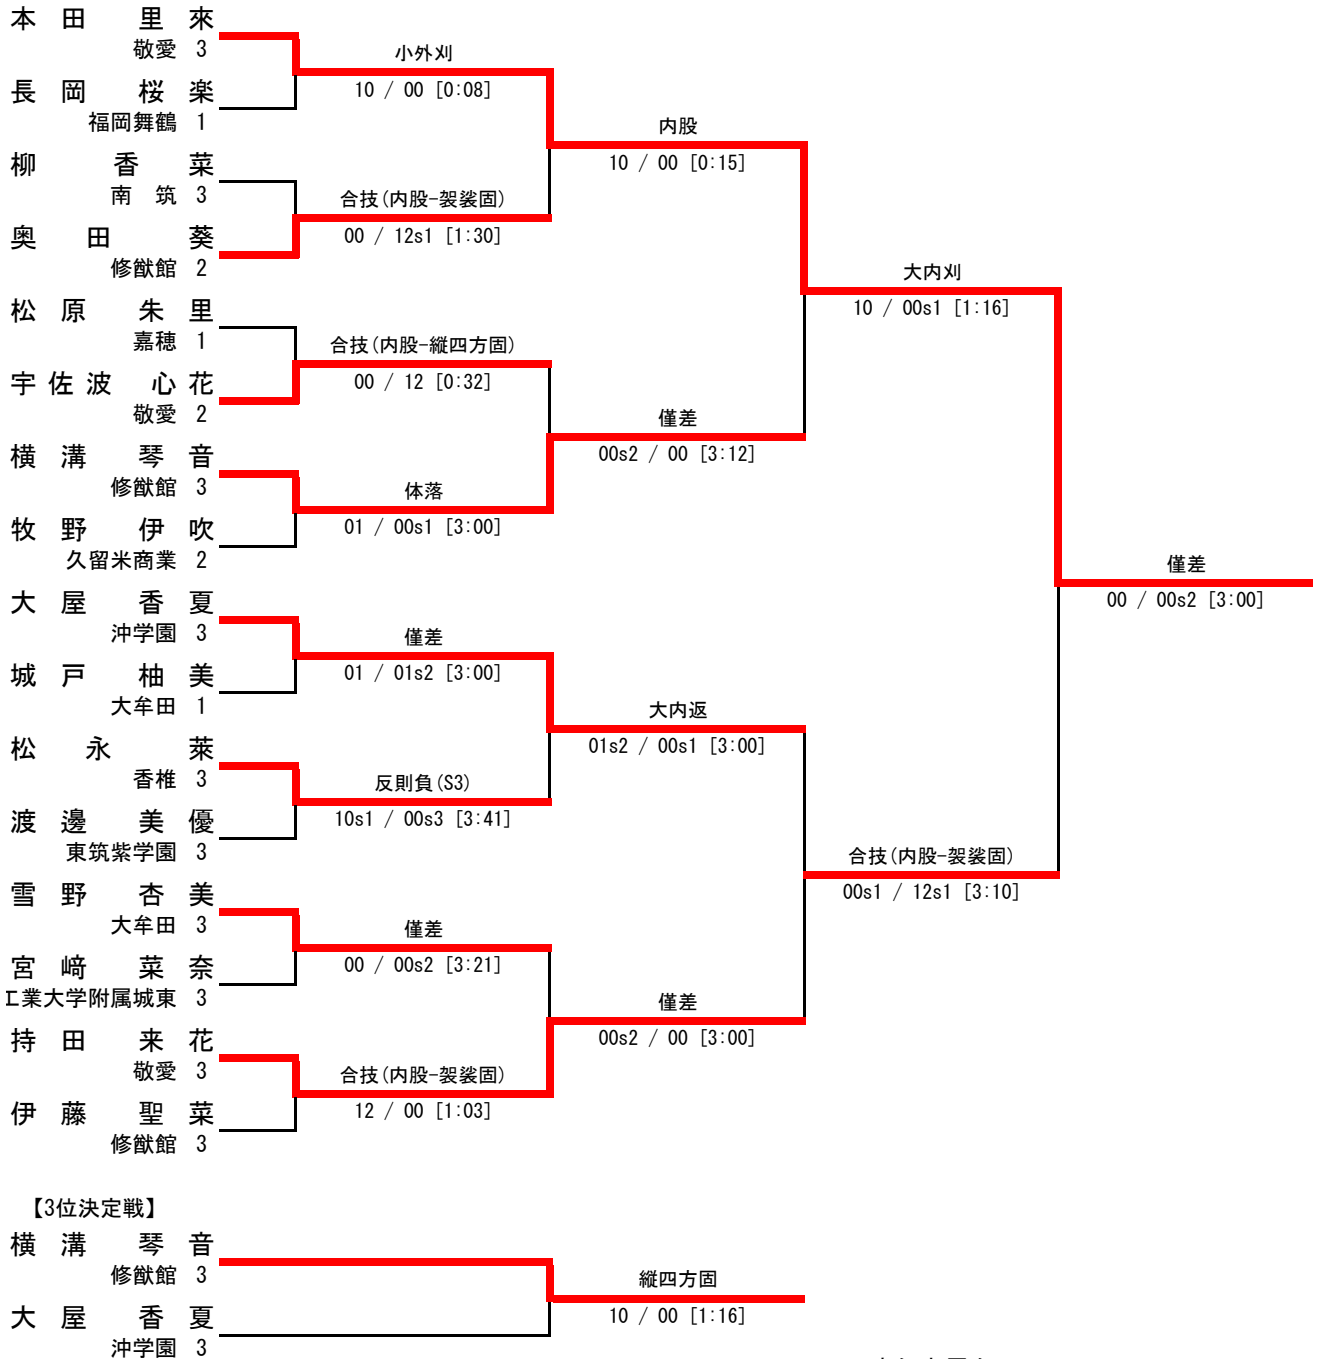 本田 里來
敬愛 3
小外刈
10 / 00 [0:08]
長岡 桜楽
福岡舞鶴 1
内股
10 / 00 [0:15]
柳 香菜
南 筑 3
合技(内股-袈裟固)
00 / 12s1 [1:30]
奥田 葵
修猷館 2
大内刈
10 / 00s1 [1:16]
松原 朱里
嘉穂 1
合技(内股-縦四方固)
00 / 12 [0:32]
宇佐波 心花
敬愛 2
僅差
00s2 / 00 [3:12]
横溝 琴音
修猷館 3
体落
01 / 00s1 [3:00]
牧野 伊吹
久留米商業 2
僅差
00 / 00s2 [3:00]
大屋 香夏
沖学園 3
僅差
01 / 01s2 [3:00]
城戸 柚美
大牟田 1
大内返
01s2 / 00s1 [3:00]
松永 莱
香椎 3
反則負(S3)
10s1 / 00s3 [3:41]
渡邊 美優
東筑紫学園 3
合技(内股-袈裟固)
00s1 / 12s1 [3:10]
雪野 杏美
大牟田 3
僅差
00 / 00s2 [3:21]
宮﨑 菜奈
工業大学附属城東 3
僅差
00s2 / 00 [3:00]
持田 来花
敬愛 3
合技(内股-袈裟固)
12 / 00 [1:03]
伊藤 聖菜
修猷館 3
【3位決定戦】
横溝 琴音
修猷館 3
縦四方固
10 / 00 [1:16]
大屋 香夏
沖学園 3